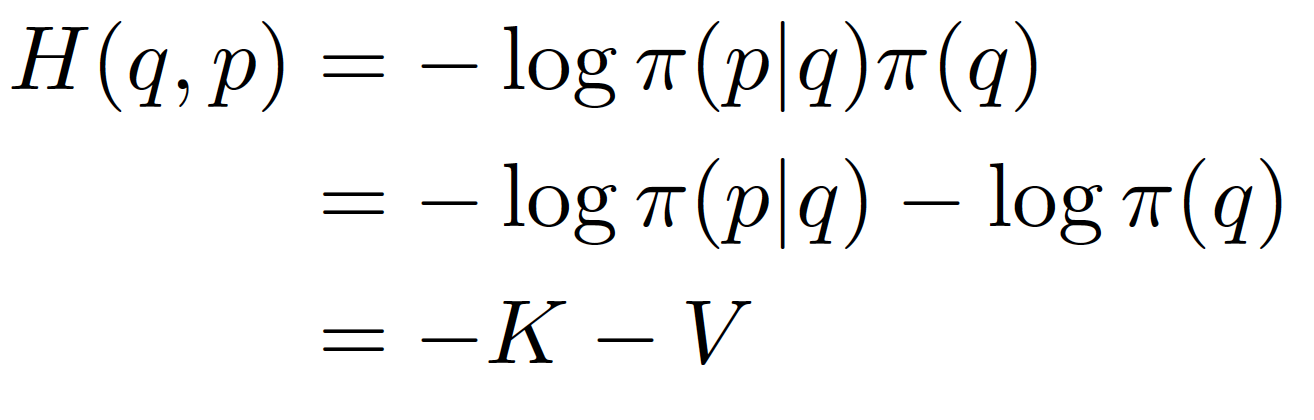 H(q, p) = − log π(p|q)π(q)
= − log π(p|q) − log π(q)
= −K − V